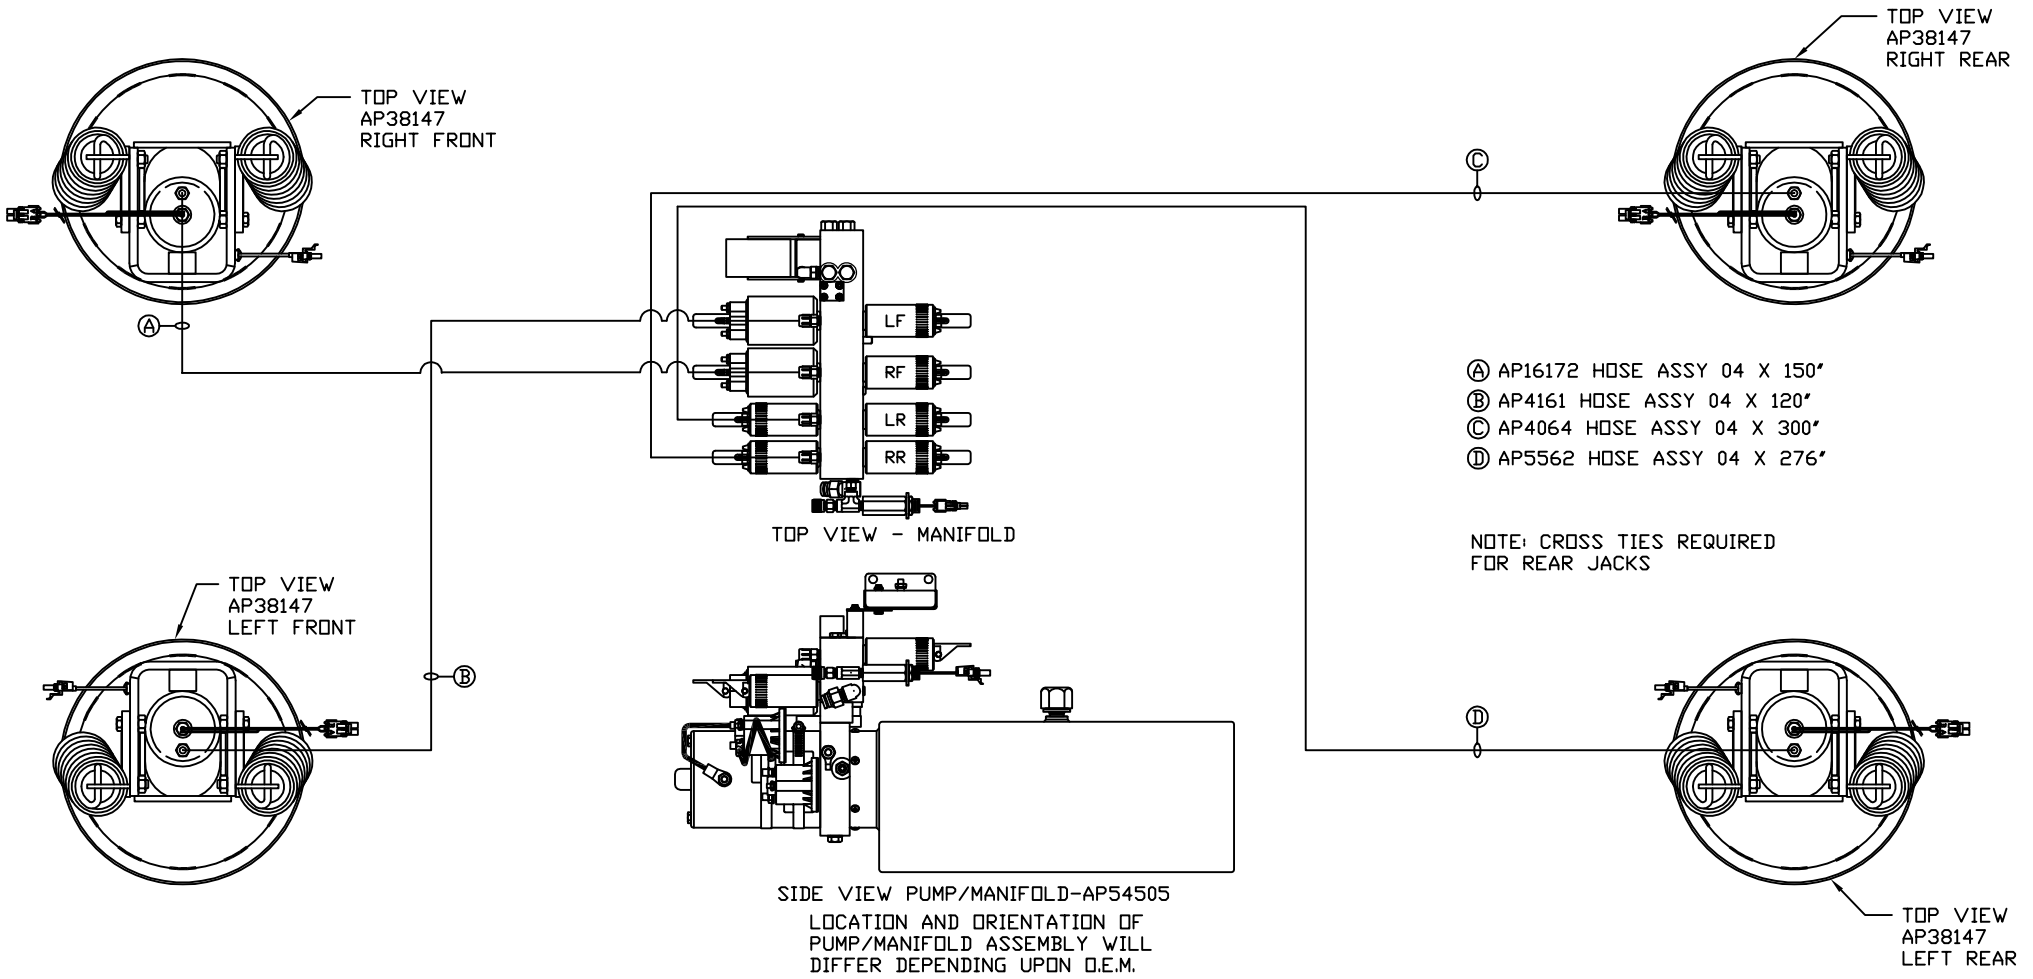 TOP VIEW
AP38147
RIGHT REAR
TOP VIEW
AP38147
RIGHT FRONT
C
A
LF
RF
LR
RR
A AP16172 HOSE ASSY 04 X 150"
B AP4161 HOSE ASSY 04 X 120"
C AP4064 HOSE ASSY 04 X 300"
D AP5562 HOSE ASSY 04 X 276"
TOP VIEW - MANIFOLD
NOTE: CROSS TIES REQUIRED
FOR REAR JACKS
TOP VIEW
AP38147
LEFT FRONT
B
D
SIDE VIEW PUMP/MANIFOLD-AP54505
LOCATION AND ORIENTATION OF
PUMP/MANIFOLD ASSEMBLY WILL
DIFFER DEPENDING UPON O.E.M.
TOP VIEW
AP38147
LEFT REAR